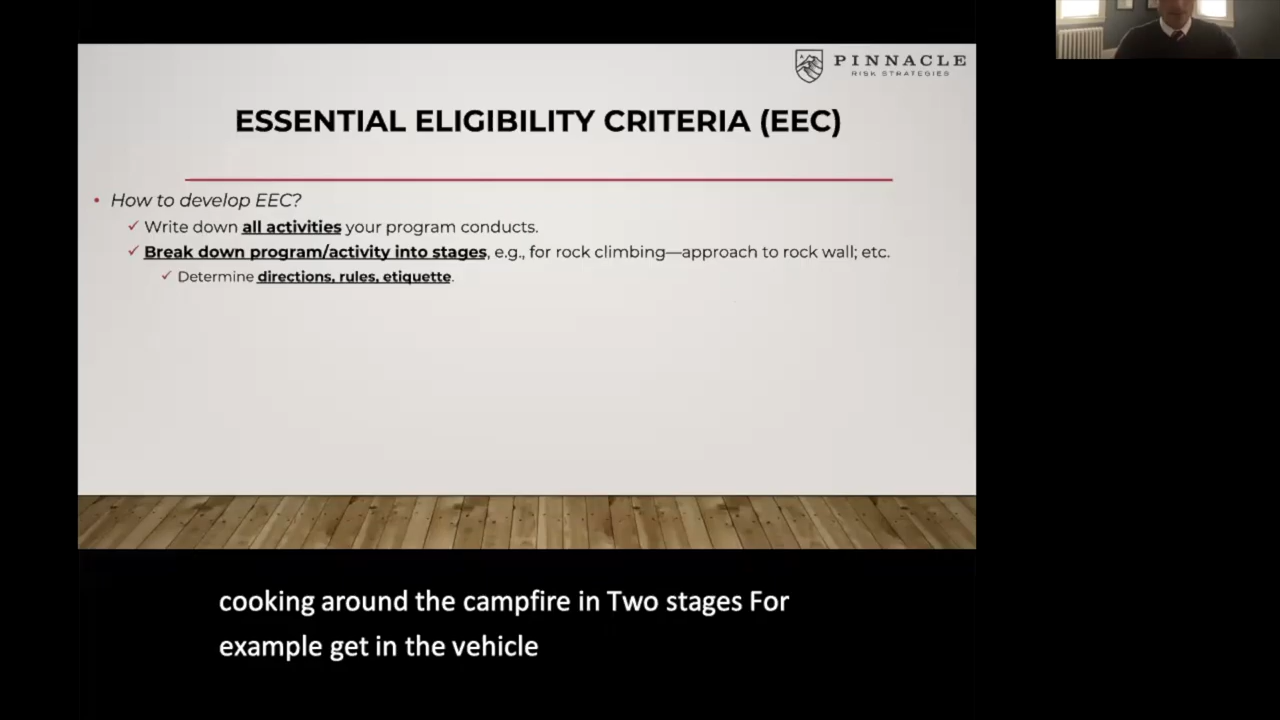 PINNACLE
RISK STRATEGIES
ESSENTIAL ELIGIBILITY CRITERIA (EEC)
• How to develop EEC?
✓ Write down all activities your program conducts.
✓ Break down program/activity into stages, e.g., for rock climbing—approach to rock wall; etc.
✓ Determine directions, rules, etiquette.
cooking around the campfire in Two stages For
example get in the vehicle